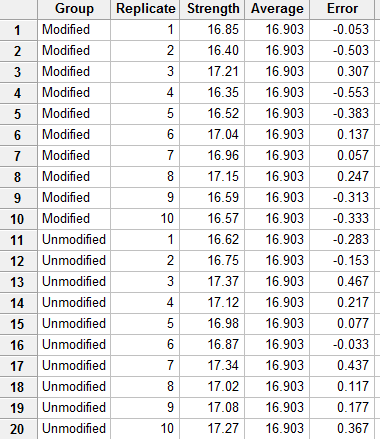 Group Replicate Strength Average Error
1 Modified 1 16.85 16.903 -0.053
2 Modified 2 16.40 16.903 -0.503
3 Modified 3 17.21 16.903 0.307
4 Modified 4 16.35 16.903 -0.553
5 Modified 5 16.52 16.903 -0.383
6 Modified 6 17.04 16.903 0.137
7 Modified 7 16.96 16.903 0.057
8 Modified 8 17.15 16.903 0.247
9 Modified 9 16.59 16.903 -0.313
10 Modified 10 16.57 16.903 -0.333
11 Unmodified 1 16.62 16.903 -0.283
12 Unmodified 2 16.75 16.903 -0.153
13 Unmodified 3 17.37 16.903 0.467
14 Unmodified 4 17.12 16.903 0.217
15 Unmodified 5 16.98 16.903 0.077
16 Unmodified 6 16.87 16.903 -0.033
17 Unmodified 7 17.34 16.903 0.437
18 Unmodified 8 17.02 16.903 0.117
19 Unmodified 9 17.08 16.903 0.177
20 Unmodified 10 17.27 16.903 0.367